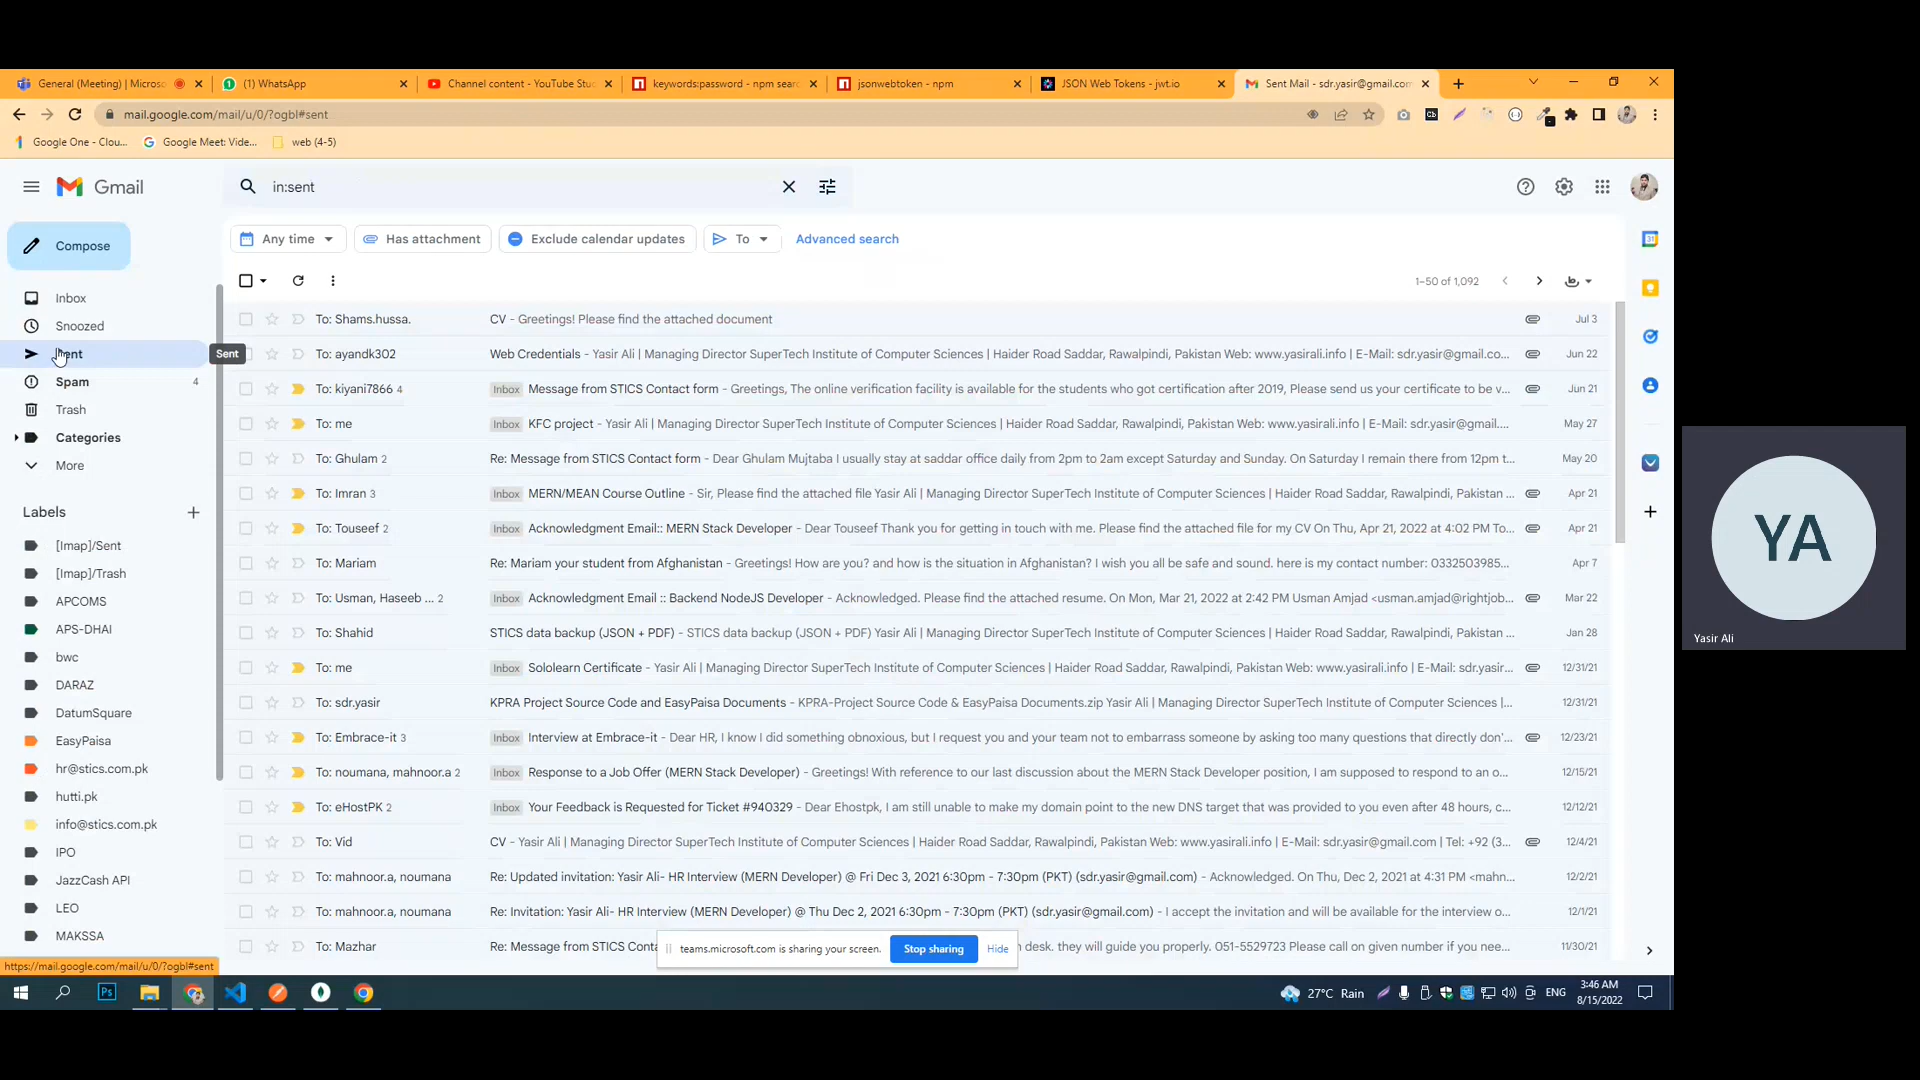 General (Meeting) | Micros
(1) WhatsApp
Channel content - YouTube Stu
keywords:password - npm searc
jsonwebtoken - npm
JSON Web Tokens - jwt.io
Sent Mail - sdr.yasir@gmail.com
mail.google.com/mail/u/0/?ogbl#sent
Google One - Clou...
Google Meet: Vide...
web (4-5)
Gmail
in:sent
Compose
Any time
Has attachment
Exclude calendar updates
To
Advanced search
1–50 of 1,092
Inbox
Snoozed
Sent
Spam 4
Trash
Categories
More
Labels
[Imap]/Sent
[Imap]/Trash
APCOMS
APS-DHAI
bwc
DARAZ
DatumSquare
EasyPaisa
hr@stics.com.pk
hutti.pk
info@stics.com.pk
IPO
JazzCash API
LEO
MAKSSA
https://mail.google.com/mail/u/0/?ogbl#sent
To: Shams.hussa. CV - Greetings! Please find the attached document Jul 3
To: ayandk302 Web Credentials - Yasir Ali | Managing Director SuperTech Institute of Computer Sciences | Haider Road Saddar, Rawalpindi, Pakistan Web: www.yasirali.info | E-Mail: sdr.yasir@gmail.co... Jun 22
To: kiyani7866 4 Inbox Message from STICS Contact form - Greetings, The online verification facility is available for the students who got certification after 2019, Please send us your certificate to be v... Jun 21
To: me Inbox KFC project - Yasir Ali | Managing Director SuperTech Institute of Computer Sciences | Haider Road Saddar, Rawalpindi, Pakistan Web: www.yasirali.info | E-Mail: sdr.yasir@gmail.... May 27
To: Ghulam 2 Re: Message from STICS Contact form - Dear Ghulam Mujtaba I usually stay at saddar office daily from 2pm to 2am except Saturday and Sunday. On Saturday I remain there from 12pm t... May 20
To: Imran 3 Inbox MERN/MEAN Course Outline - Sir, Please find the attached file Yasir Ali | Managing Director SuperTech Institute of Computer Sciences | Haider Road Saddar, Rawalpindi, Pakistan ... Apr 21
To: Touseef 2 Inbox Acknowledgment Email:: MERN Stack Developer - Dear Touseef Thank you for getting in touch with me. Please find the attached file for my CV On Thu, Apr 21, 2022 at 4:02 PM To... Apr 21
To: Mariam Re: Mariam your student from Afghanistan - Greetings! How are you? and how is the situation in Afghanistan? I wish you all be safe and sound. here is my contact number: 0332503985... Apr 7
To: Usman, Haseeb ... 2 Inbox Acknowledgment Email :: Backend NodeJS Developer - Acknowledged. Please find the attached resume. On Mon, Mar 21, 2022 at 2:42 PM Usman Amjad <usman.amjad@rightjob... Mar 22
To: Shahid STICS data backup (JSON + PDF) - STICS data backup (JSON + PDF) Yasir Ali | Managing Director SuperTech Institute of Computer Sciences | Haider Road Saddar, Rawalpindi, Pakistan ... Jan 28
To: me Inbox Sololearn Certificate - Yasir Ali | Managing Director SuperTech Institute of Computer Sciences | Haider Road Saddar, Rawalpindi, Pakistan Web: www.yasirali.info | E-Mail: sdr.yasir... 12/31/21
To: sdr.yasir KPRA Project Source Code and EasyPaisa Documents - KPRA-Project Source Code & EasyPaisa Documents.zip Yasir Ali | Managing Director SuperTech Institute of Computer Sciences |... 12/31/21
To: Embrace-it 3 Inbox Interview at Embrace-it - Dear HR, I know I did something obnoxious, but I request you and your team not to embarrass someone by asking too many questions that directly don'... 12/23/21
To: noumana, mahnoor.a 2 Inbox Response to a Job Offer (MERN Stack Developer) - Greetings! With reference to our last discussion about the MERN Stack Developer position, I am supposed to respond to an o... 12/15/21
To: eHostPK 2 Inbox Your Feedback is Requested for Ticket #940329 - Dear Ehostpk, I am still unable to make my domain point to the new DNS target that was provided to you even after 48 hours, c... 12/12/21
To: Vid CV - Yasir Ali | Managing Director SuperTech Institute of Computer Sciences | Haider Road Saddar, Rawalpindi, Pakistan Web: www.yasirali.info | E-Mail: sdr.yasir@gmail.com | Tel: +92 (3... 12/4/21
To: mahnoor.a, noumana Re: Updated invitation: Yasir Ali- HR Interview (MERN Developer) @ Fri Dec 3, 2021 6:30pm - 7:30pm (PKT) (sdr.yasir@gmail.com) - Acknowledged. On Thu, Dec 2, 2021 at 4:31 PM <mahn... 12/2/21
To: mahnoor.a, noumana Re: Invitation: Yasir Ali- HR Interview (MERN Developer) @ Thu Dec 2, 2021 6:30pm - 7:30pm (PKT) (sdr.yasir@gmail.com) - I accept the invitation and will be available for the interview o... 12/1/21
To: Mazhar Re: Message from STICS Conta desk. they will guide you properly. 051-5529723 Please call on given number if you nee... 11/30/21
teams.microsoft.com is sharing your screen. Stop sharing Hide
YA
Yasir Ali
27°C Rain
ENG
3:46 AM
8/15/2022